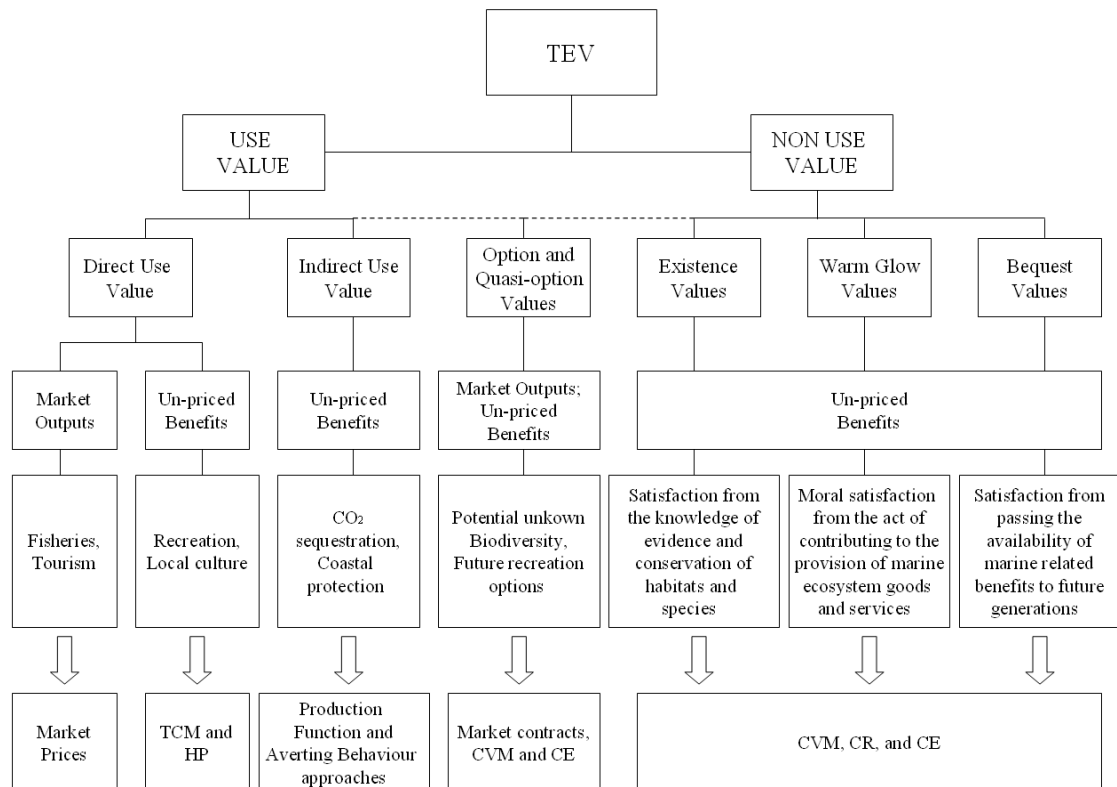 TEV
USE
VALUE
NON USE
VALUE
Direct Use
Value
Indirect Use
Value
Option and
Quasi-option
Values
Existence
Values
Warm Glow
Values
Bequest
Values
Market
Outputs
Un-priced
Benefits
Un-priced
Benefits
Market Outputs;
Un-priced
Benefits
Un-priced
Benefits
Fisheries,
Tourism
Recreation,
Local culture
CO₂
sequestration,
Coastal
protection
Potential unkown
Biodiversity,
Future recreation
options
Satisfaction from
the knowledge of
evidence and
conservation of
habitats and
species
Moral satisfaction
from the act of
contributing to the
provision of marine
ecosystem goods
and services
Satisfaction from
passing the
availability of
marine related
benefits to future
generations
Market
Prices
TCM and
HP
Production
Function and
Averting Behaviour
approaches
Market contracts,
CVM and CE
CVM, CR, and CE